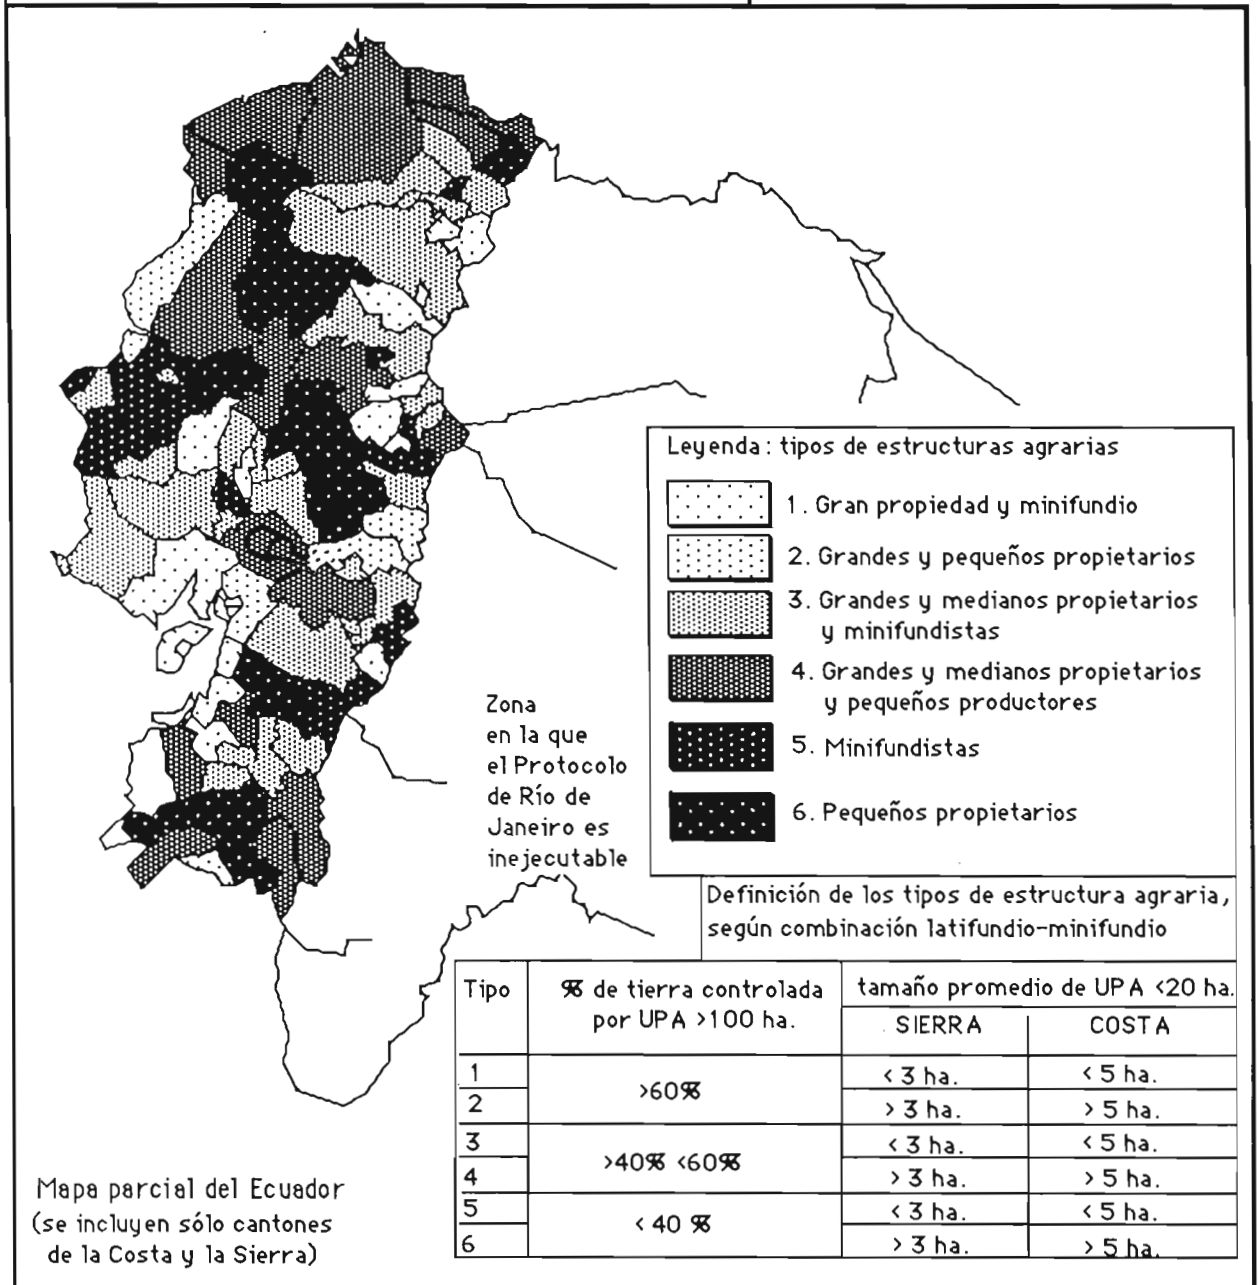 Leyenda: tipos de estructuras agrarias
1. Gran propiedad y minifundio
2. Grandes y pequeños propietarios
3. Grandes y medianos propietarios
y minifundistas
4. Grandes y medianos propietarios
y pequeños productores
5. Minifundistas
6. Pequeños propietarios
Zona
en la que
el Protocolo
de Río de
Janeiro es
inejecutable
Definición de los tipos de estructura agraria,
según combinación latifundio-minifundio
Tipo % de tierra controlada tamaño promedio de UPA <20 ha.
por UPA >100 ha. SIERRA COSTA
1 >60% < 3 ha. < 5 ha.
2 > 3 ha. > 5 ha.
3 >40% <60% < 3 ha. < 5 ha.
4 > 3 ha. > 5 ha.
5 < 40 % < 3 ha. < 5 ha.
6 > 3 ha. > 5 ha.
Mapa parcial del Ecuador
(se incluyen sólo cantones
de la Costa y la Sierra)